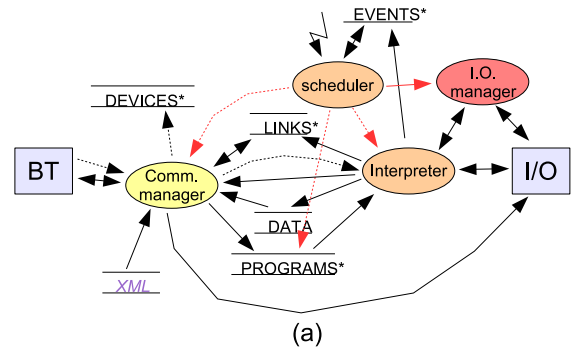 EVENTS*
scheduler
I.O.
manager
DEVICES*
LINKS*
BT
Comm.
manager
Interpreter
I/O
DATA
PROGRAMS*
XML
(a)